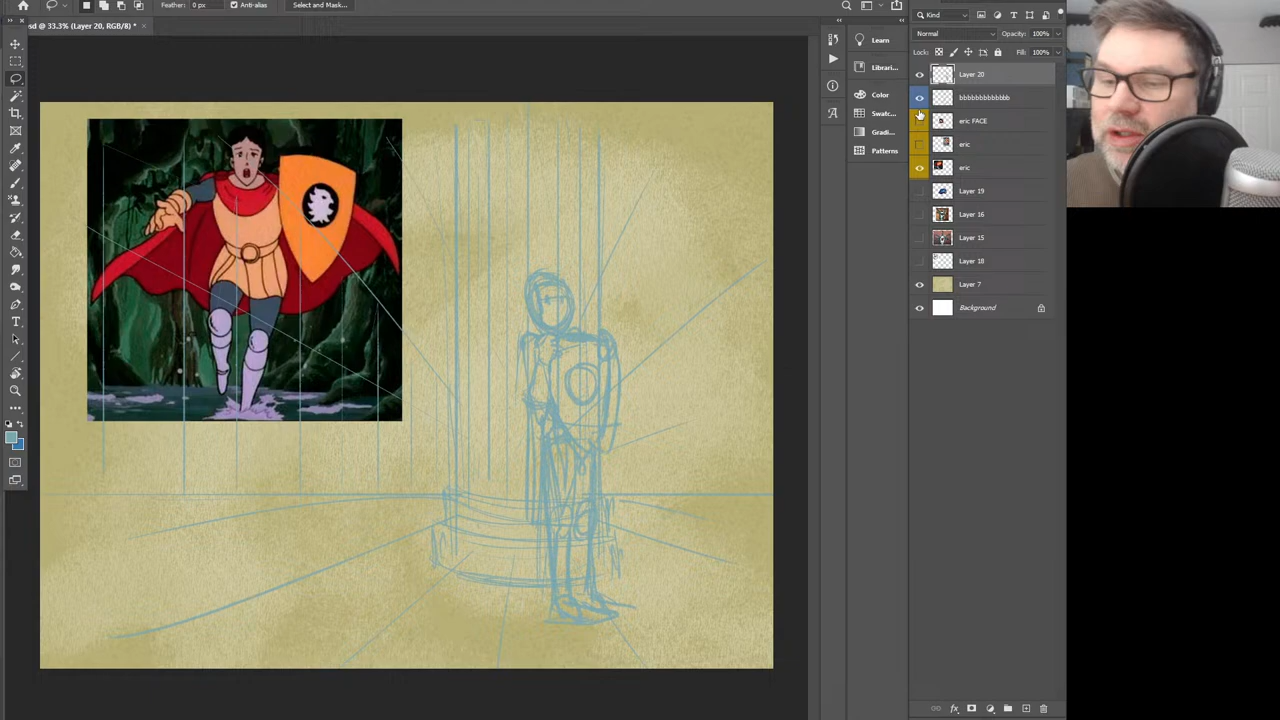 Feather: 0 px
Anti-alias
Select and Mask...
sd @ 33.3% (Layer 20, RGB/8) *
Learn
Librari...
Color
Swatc...
Gradi...
Patterns
Kind
Normal
Opacity: 100%
Lock:
Fill: 100%
Layer 20
eric FACE
eric
eric
Layer 19
Layer 16
Layer 15
Layer 18
Layer 7
Background